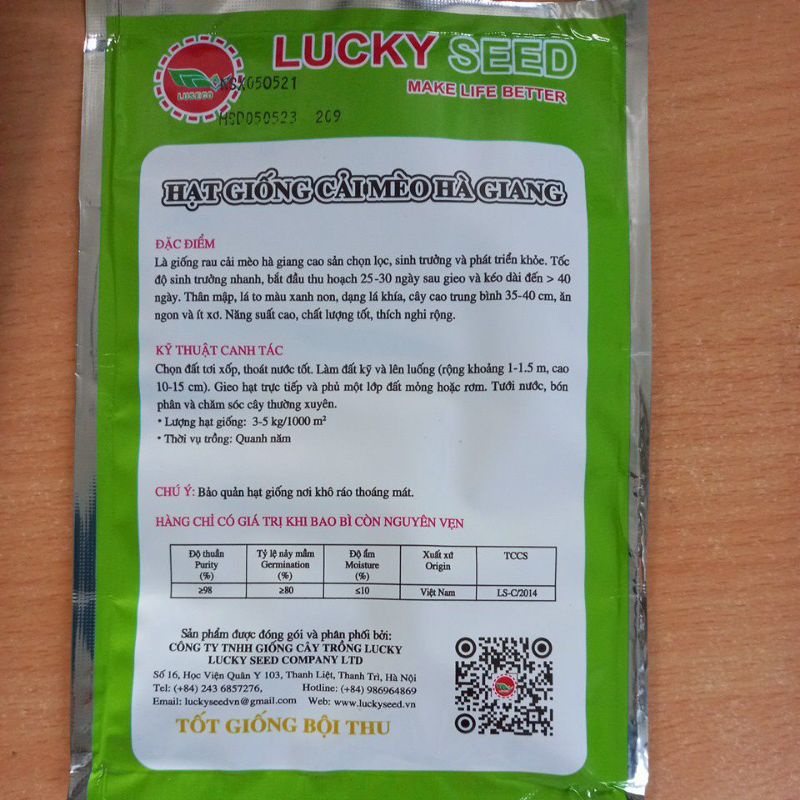 LUCKY SEED
MAKE LIFE BETTER
LUSECO
NSX050521
HSD050523 209
HẠT GIỐNG CẢI MÈO HÀ GIANG
ĐẶC ĐIỂM
Là giống rau cải mèo hà giang cao sản chọn lọc, sinh trưởng và phát triển khỏe. Tốc
độ sinh trưởng nhanh, bắt đầu thu hoạch 25-30 ngày sau gieo và kéo dài đến > 40
ngày. Thân mập, lá to màu xanh non, dạng lá khía, cây cao trung bình 35-40 cm, ăn
ngon và ít xơ. Năng suất cao, chất lượng tốt, thích nghi rộng.
KỸ THUẬT CANH TÁC
Chọn đất tơi xốp, thoát nước tốt. Làm đất kỹ và lên luống (rộng khoảng 1-1.5 m, cao
10-15 cm). Gieo hạt trực tiếp và phủ một lớp đất mỏng hoặc rơm. Tưới nước, bón
phân và chăm sóc cây thường xuyên.
• Lượng hạt giống: 3-5 kg/1000 m²
• Thời vụ trồng: Quanh năm
CHÚ Ý: Bảo quản hạt giống nơi khô ráo thoáng mát.
HÀNG CHỈ CÓ GIÁ TRỊ KHI BAO BÌ CÒN NGUYÊN VẸN
Độ thuần Tỷ lệ nảy mầm Độ ẩm Xuất xứ TCCS
Purity Germination Moisture Origin
(%) (%) (%)
≥98 ≥80 ≤10 Việt Nam LS-C/2014
Sản phẩm được đóng gói và phân phối bởi:
CÔNG TY TNHH GIỐNG CÂY TRỒNG LUCKY
LUCKY SEED COMPANY LTD
Số 16, Học Viện Quân Y 103, Thanh Liệt, Thanh Trì, Hà Nội
Tel: (+84) 243 6857276, Hotline: (+84) 986964869
Email: luckyseedvn@gmail.com Web: www.luckyseed.vn
TỐT GIỐNG BỘI THU